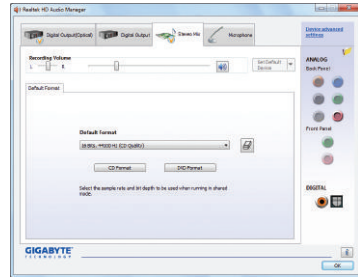 Realtek HD Audio Manager
Digital Output(Optical)
Digital Output
Stereo Mix
Microphone
Device advanced
settings
Recording Volume
L
R
Set Default
Device
ANALOG
Back Panel
Default Format
Front Panel
Default Format
16 Bits, 44100 Hz (CD Quality)
CD Format
DVD Format
Select the sample rate and bit depth to be used when running in shared
mode.
DIGITAL
GIGABYTE
TECHNOLOGY
OK